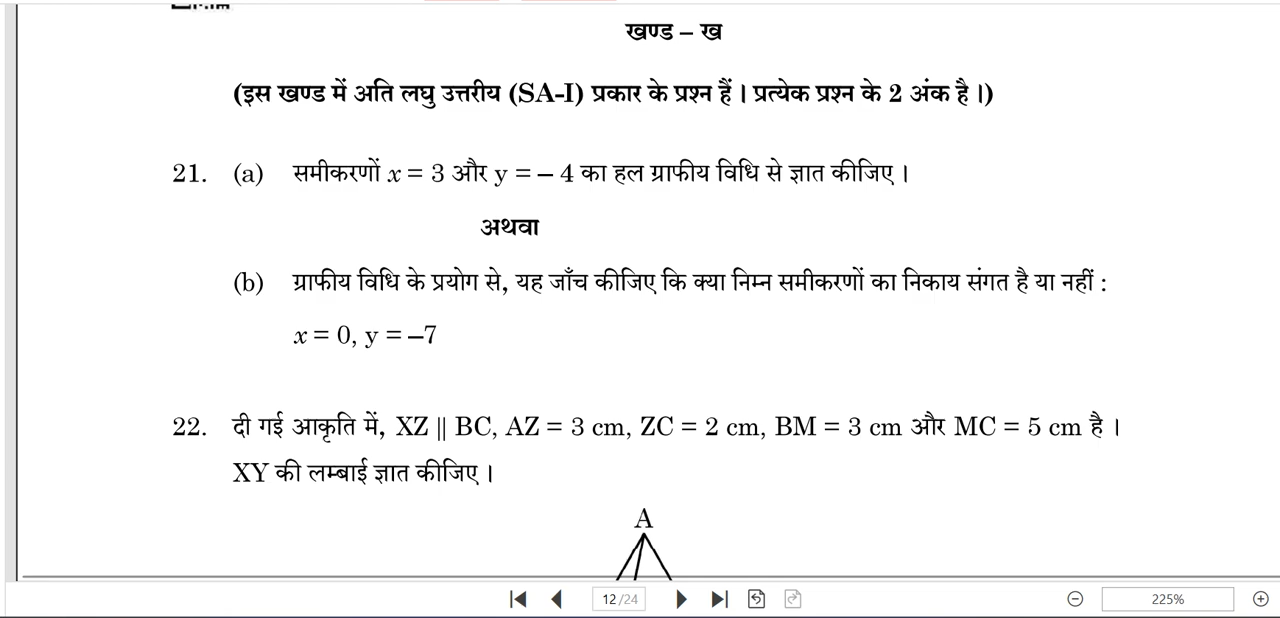 खण्ड – ख
(इस खण्ड में अति लघु उत्तरीय (SA-I) प्रकार के प्रश्न हैं। प्रत्येक प्रश्न के 2 अंक है।)
21. (a) समीकरणों x = 3 और y = – 4 का हल ग्राफीय विधि से ज्ञात कीजिए।
अथवा
(b) ग्राफीय विधि के प्रयोग से, यह जाँच कीजिए कि क्या निम्न समीकरणों का निकाय संगत है या नहीं :
x = 0, y = –7
22. दी गई आकृति में, XZ || BC, AZ = 3 cm, ZC = 2 cm, BM = 3 cm और MC = 5 cm है।
XY की लम्बाई ज्ञात कीजिए।
A
12 /24 225%